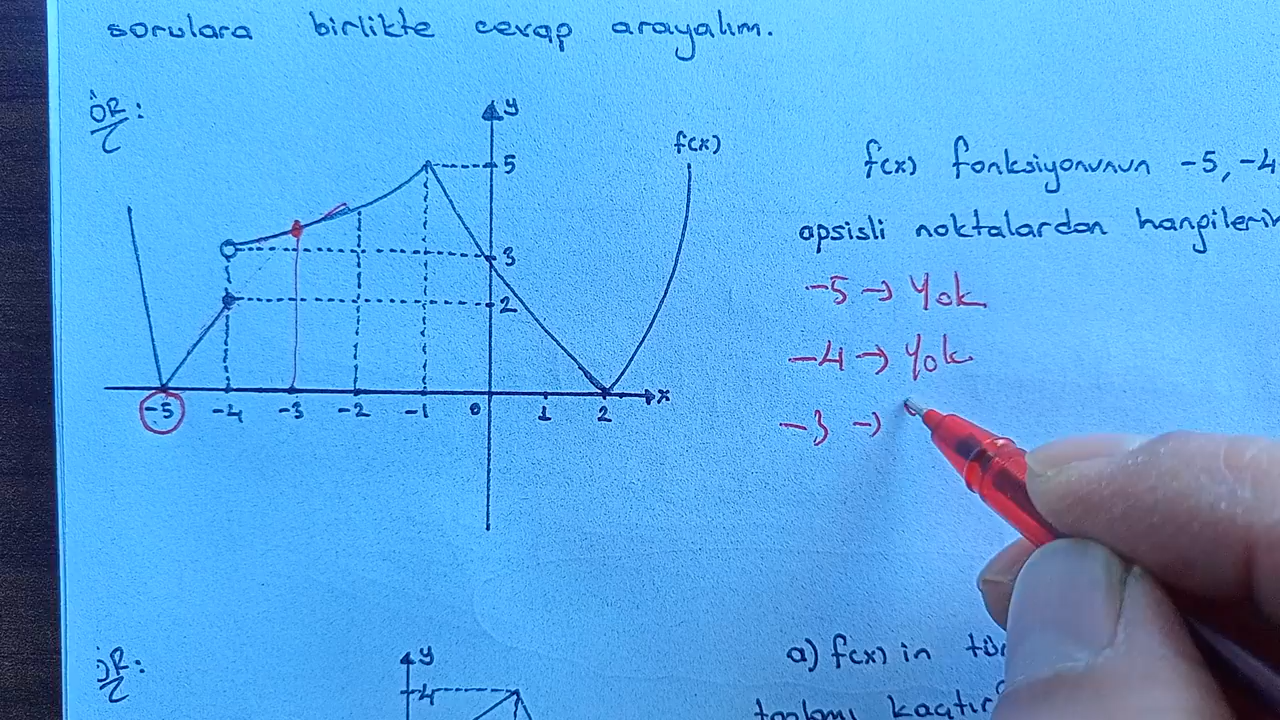 sorulara birlikte cevap arayalım.
ÖR:
Ç
y
5
3
2
f(x)
-5 -4 -3 -2 -1 0 1 2 x
f(x) fonksiyonunun -5, -4
apsisli noktalardan
-5 → Yok
-4 → Yok
-3 →
ÖR:
Ç
y
4
a) f(x) in
kaçtır